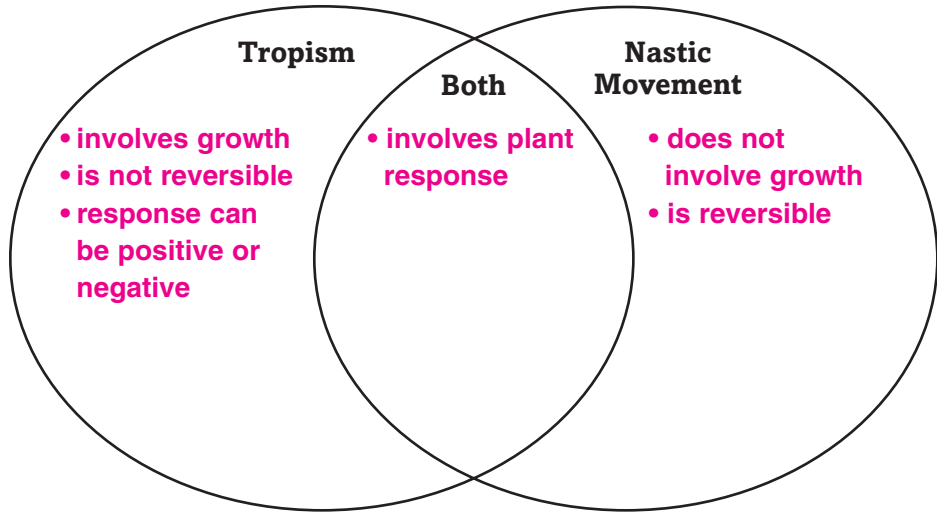 Tropism
• involves growth
• is not reversible
• response can
be positive or
negative
Both
• involves plant
response
Nastic
Movement
• does not
involve growth
• is reversible